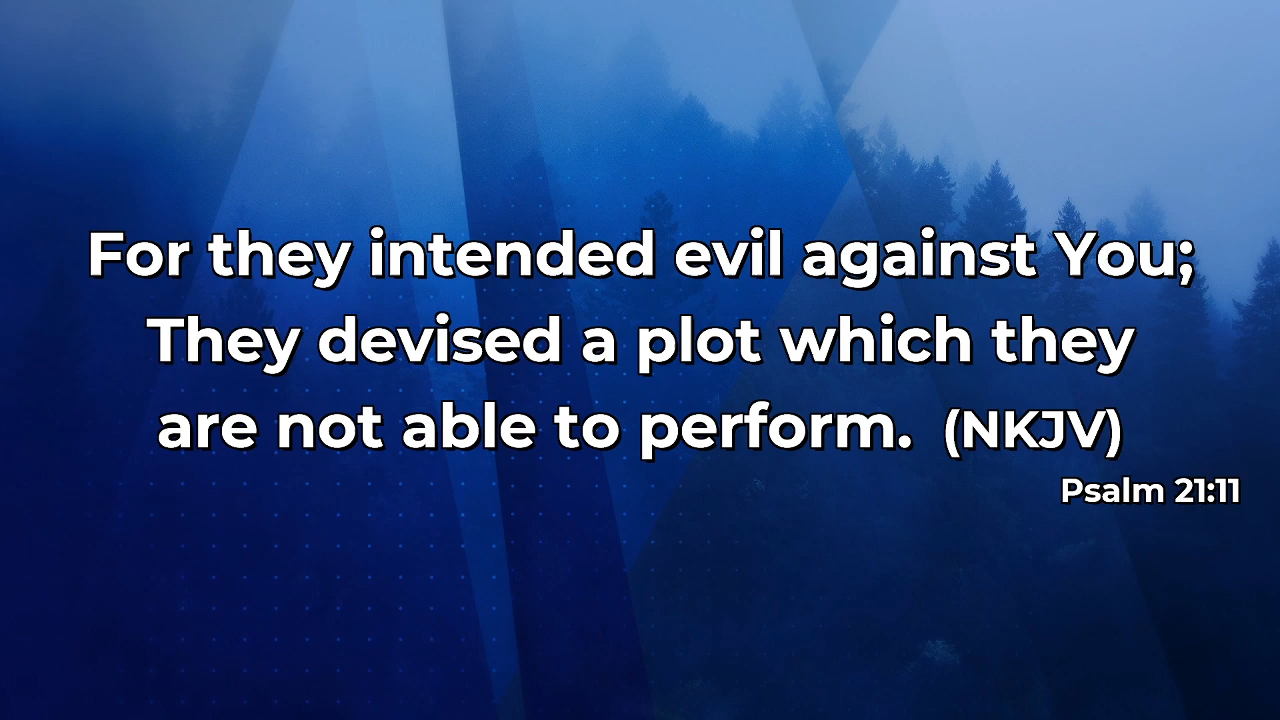 For they intended evil against You;
They devised a plot which they
are not able to perform. (NKJV)
Psalm 21:11